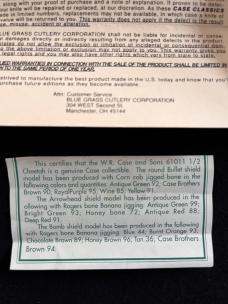 along with your proof of purchase and a note of explanation. If proven to be defec-
will be repaired or replaced, at our discretion. As these CASE CLASSICS
made in limited numbers, replacements may not be available, in which case a
value will be returned to you. This warranty does not apply if the defect is the result
misuse, accident, or alteration.
BLUE GRASS CUTLERY CORPORATION shall not be liable for incidental or conse-
damages directly or indirectly resulting from any alleged defects in the product.
states do not allow the exclusion or limitation of incidental or consequential
so the above limitation or exclusion may not apply to you. This warranty gives you
legal rights and you may also have other rights which vary from state to state.
IMPLIED WARRANTIES IN CONNECTION WITH THE SALE OF THE PRODUCT SHALL BE LIMITED
TO THE SAME PERIOD OF ONE YEAR.
strived to manufacture the best product made in the U.S. today and know that you'll
purchase future editions as they become available.
Attn: Customer Service
BLUE GRASS CUTLERY CORPORATION
304 WEST Second St.
Manchester, OH 45144
This certifies that the W.R. Case and Sons 61011 1/2
Cheetah is a genuine Case collectible. The round Bullet shield
model has been produced with Corn cob jigged bone in the
following colors and quantities: Antique Green 92; Case Brothers
Brown 90; Royal Purple 95; Wine 85; Yellow 91.
The Arrowhead shield model has been produced in the
following with Rogers bone Banana jigging: Antique Green 99;
Bright Green 93; Honey bone 72; Antique Red 88;
Deep Red 91.
The Bomb shield model has been produced in the following
with Rogers bone Banana jigging: Blue 44; Burnt Orange 93;
Chocolate Brown 89; Honey Brown 96; Tan 36; Case Brothers
Brown 94.